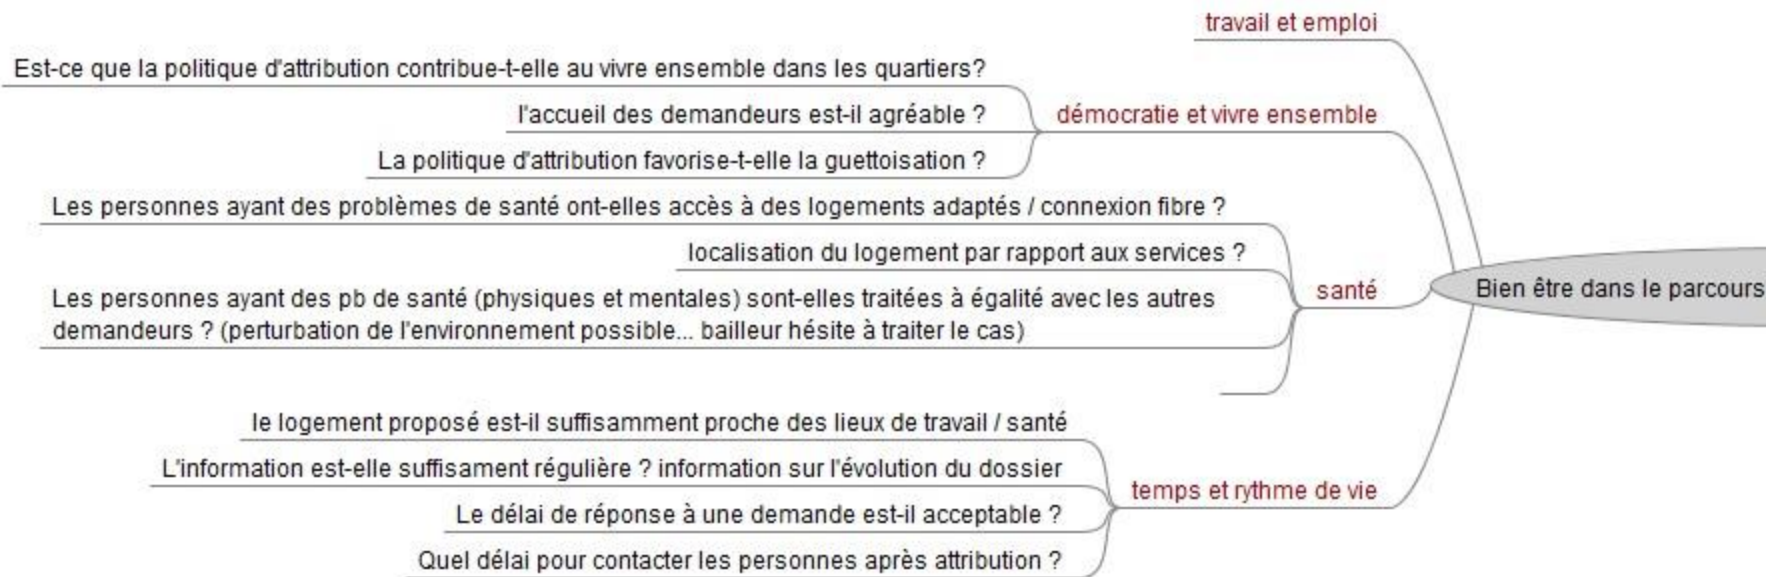 travail et emploi
Est-ce que la politique d'attribution contribue-t-elle au vivre ensemble dans les quartiers?
l'accueil des demandeurs est-il agréable ?
démocratie et vivre ensemble
La politique d'attribution favorise-t-elle la guettoisation ?
Les personnes ayant des problèmes de santé ont-elles accès à des logements adaptés / connexion fibre ?
localisation du logement par rapport aux services ?
Les personnes ayant des pb de santé (physiques et mentales) sont-elles traitées à égalité avec les autres
demandeurs ? (perturbation de l'environnement possible... bailleur hésite à traiter le cas)
santé
Bien être dans le parcours
le logement proposé est-il suffisamment proche des lieux de travail / santé
L'information est-elle suffisament régulière ? information sur l'évolution du dossier
temps et rythme de vie
Le délai de réponse à une demande est-il acceptable ?
Quel délai pour contacter les personnes après attribution ?